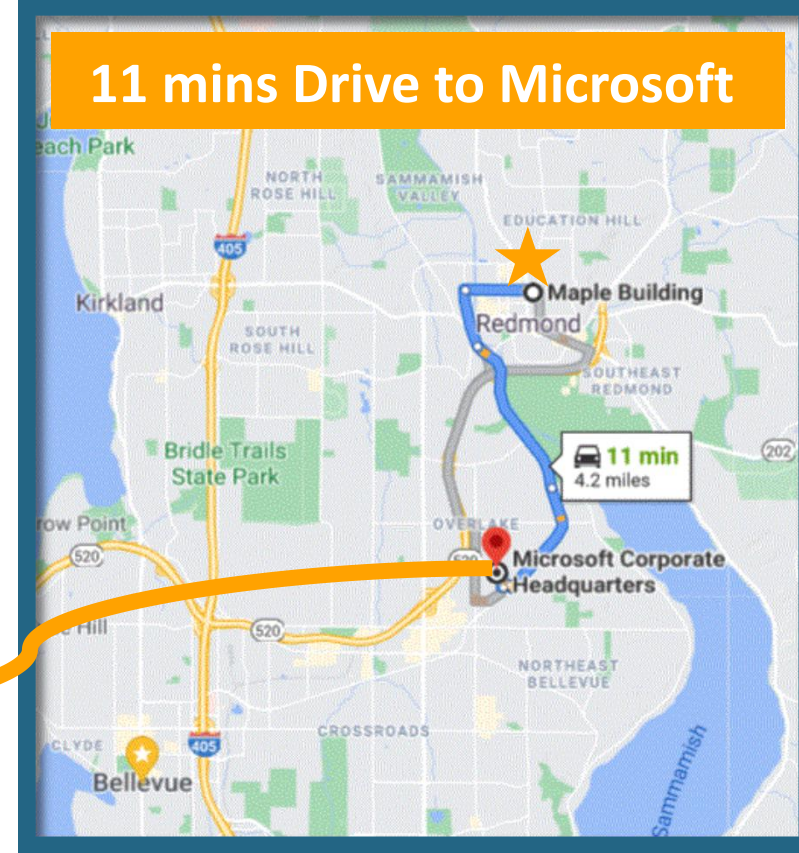 11 mins Drive to Microsoft
each Park
NORTH
ROSE HILL
SAMMAMISH
VALLEY
EDUCATION HILL
405
Kirkland
Maple Building
Redmond
SOUTH
ROSE HILL
SOUTHEAST
REDMOND
Bridle Trails
State Park
11 min
4.2 miles
202
row Point
OVERLAKE
520
520
Microsoft Corporate
Headquarters
Hill
520
NORTHEAST
BELLEVUE
CROSSROADS
CLYDE
405
Bellevue
Sammamish